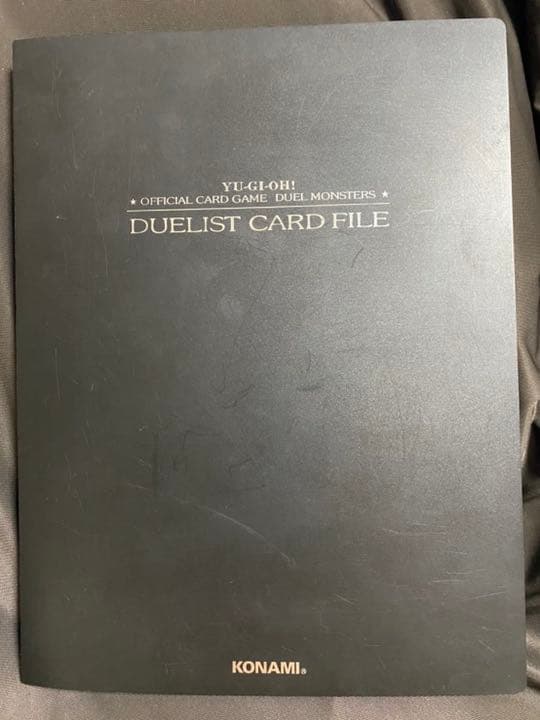 YU-GI-OH!
★ OFFICIAL CARD GAME DUEL MONSTERS ★
DUELIST CARD FILE
KONAMI®